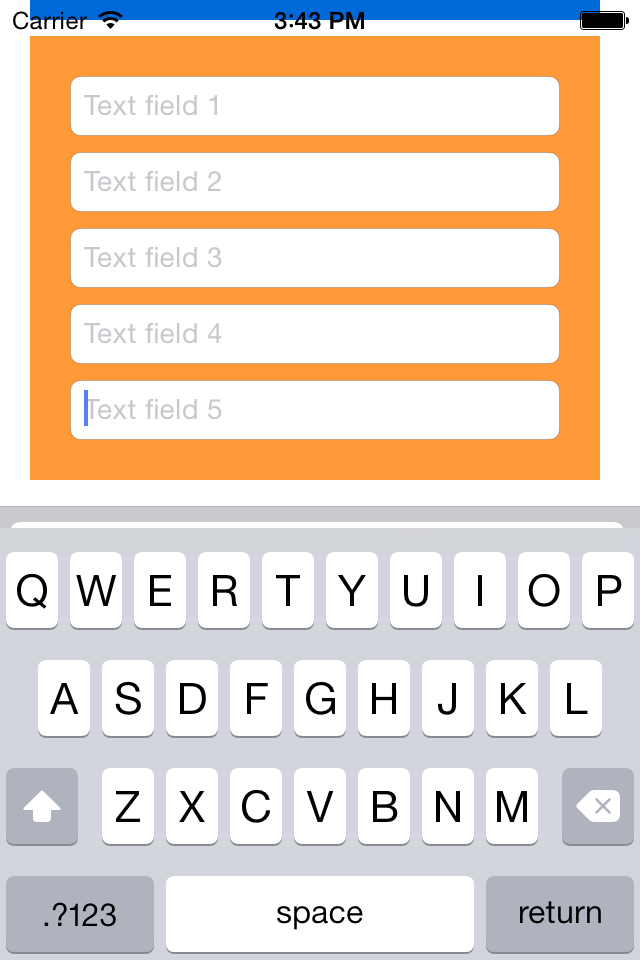 Carrier 3:43 PM
Text field 1
Text field 2
Text field 3
Text field 4
Text field 5
Q W E R T Y U I O P
A S D F G H J K L
Z X C V B N M
.?123 space return